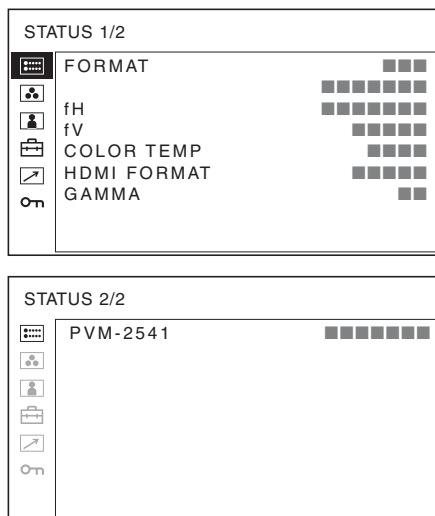 STATUS 1/2
FORMAT ■■■
■■■■■■■
fH ■■■■■■■
fV ■■■■■
COLOR TEMP ■■■■
HDMI FORMAT ■■■■■
GAMMA ■■
STATUS 2/2
PVM-2541 ■■■■■■■